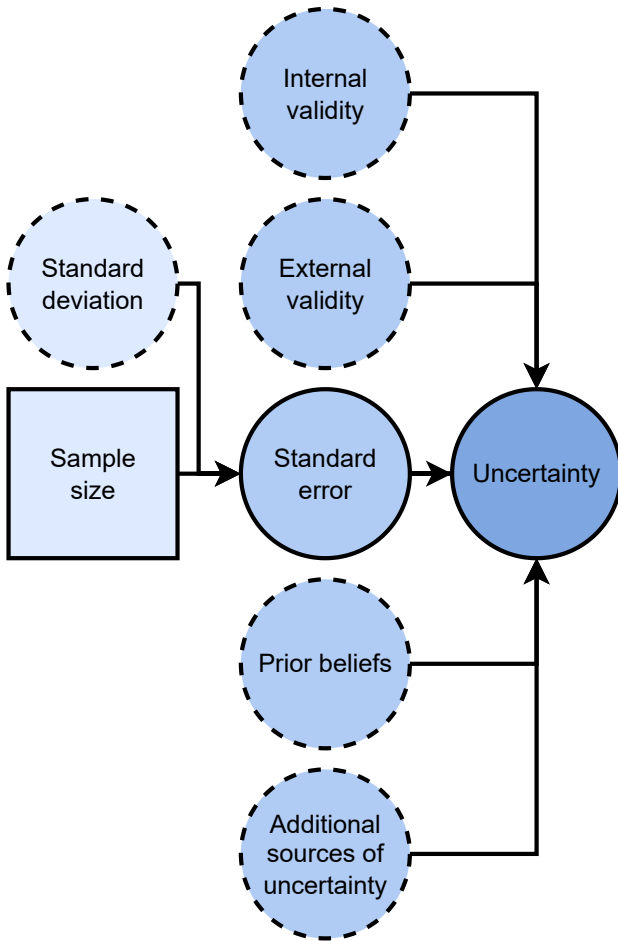 Internal
validity
Standard
deviation
External
validity
Sample
size
Standard
error
Uncertainty
Prior beliefs
Additional
sources of
uncertainty